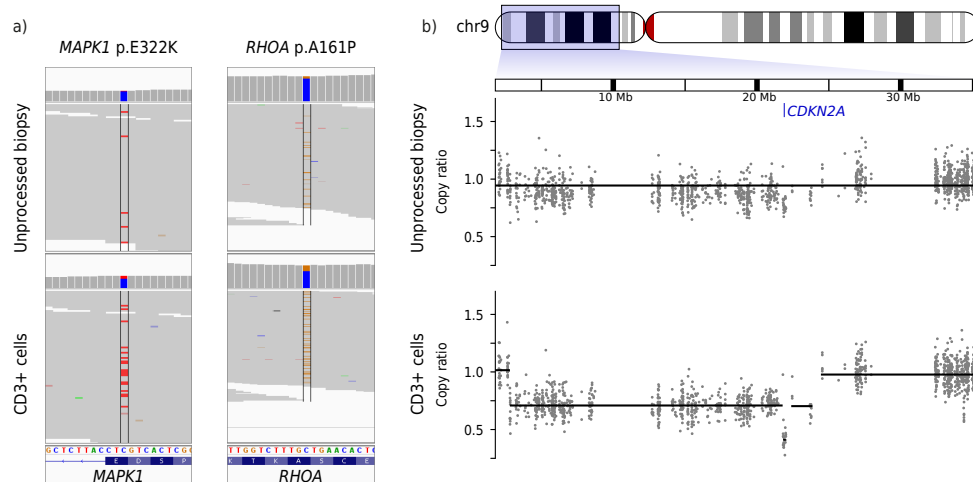 a)
MAPK1 p.E322K
RHOA p.A161P
Unprocessed biopsy
CD3+ cells
GCTCTTACCTCGTCACTCGG
E D S P
MAPK1
TTGGTCTTTGCTGAACACTC
K T K A S C E
RHOA
b)
chr9
10 Mb
20 Mb
30 Mb
CDKN2A
Unprocessed biopsy
Copy ratio
1.5
1.0
0.5
CD3+ cells
Copy ratio
1.5
1.0
0.5